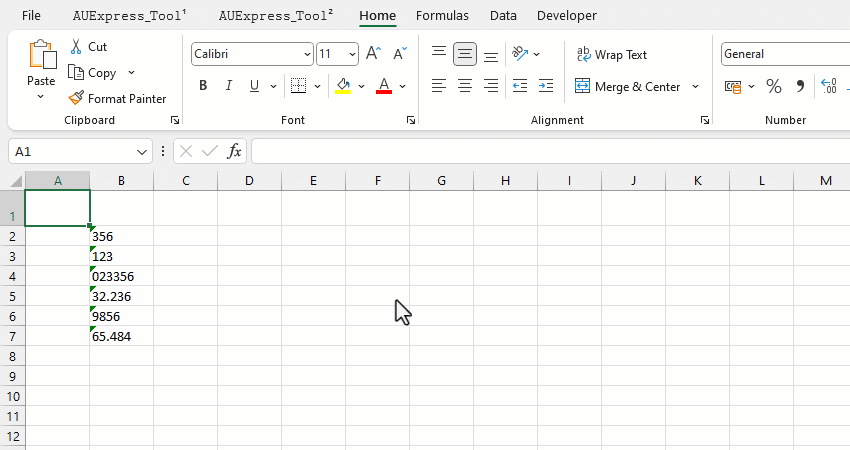 File AUExpress_Tool¹ AUExpress_Tool² Home Formulas Data Developer
Paste
Cut
Copy
Format Painter
Clipboard
Calibri 11 A^ A˅
B I U A
Font
ab Wrap Text
Merge & Center
Alignment
General
% ,00
Number
A1 fx
A B C D E F G H I J K L M
1
2 356
3 123
4 023356
5 32.236
6 9856
7 65.484
8
9
10
11
12